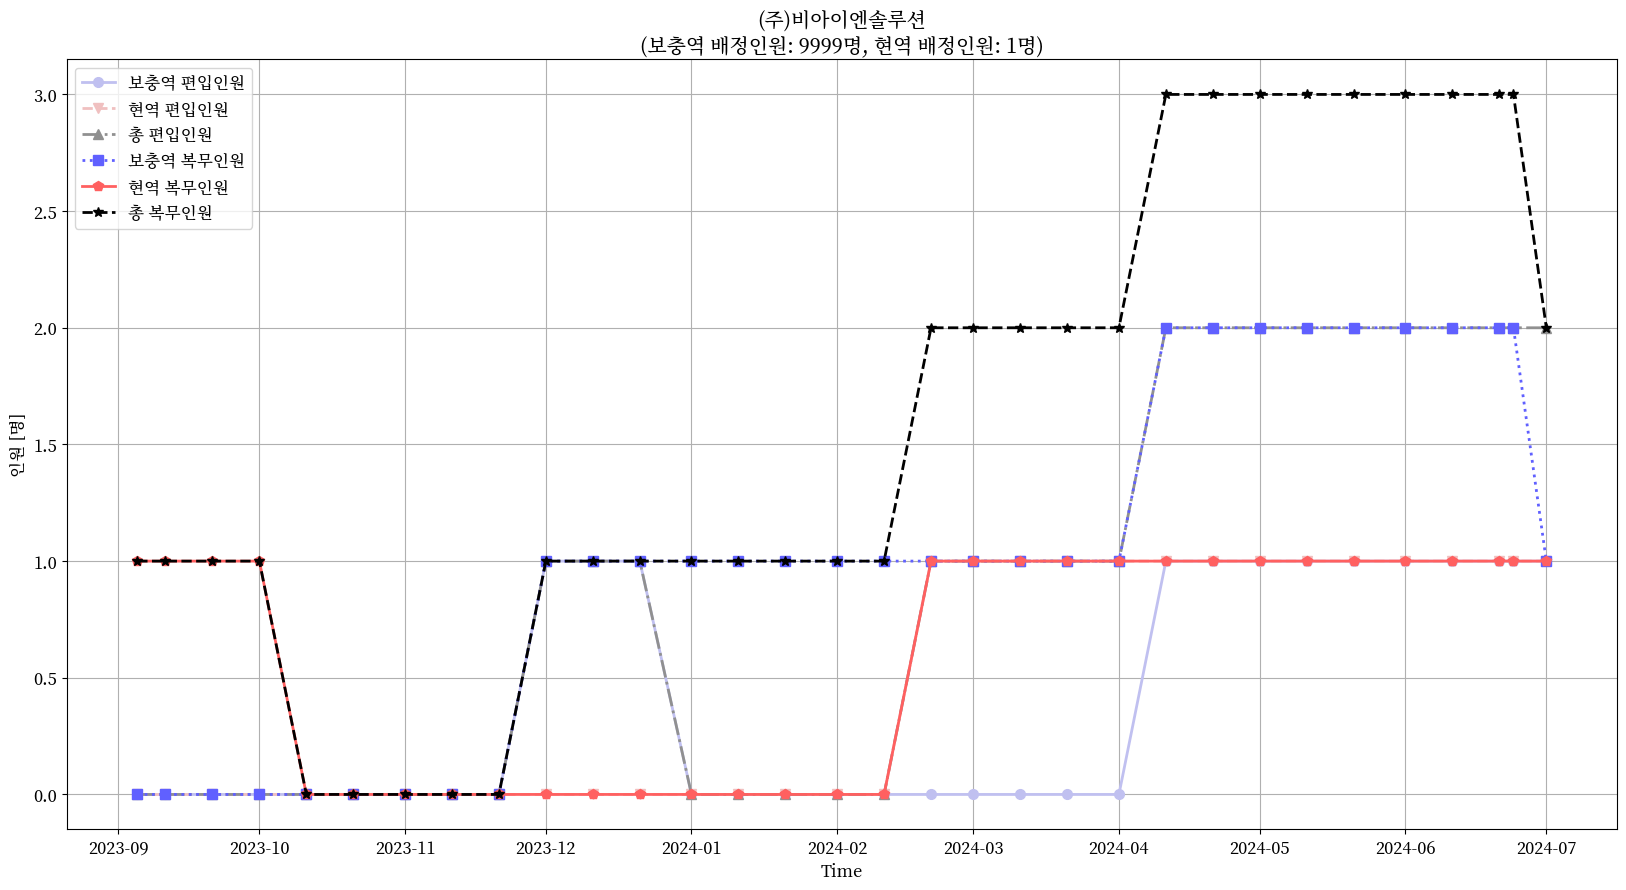 (주)비아이엔솔루션
(보충역 배정인원: 9999명, 현역 배정인원: 1명)
보충역 편입인원
현역 편입인원
총 편입인원
보충역 복무인원
현역 복무인원
총 복무인원
3.0
2.5
2.0
1.5
1.0
0.5
0.0
인원 [명]
2023-09 2023-10 2023-11 2023-12 2024-01 2024-02 2024-03 2024-04 2024-05 2024-06 2024-07
Time